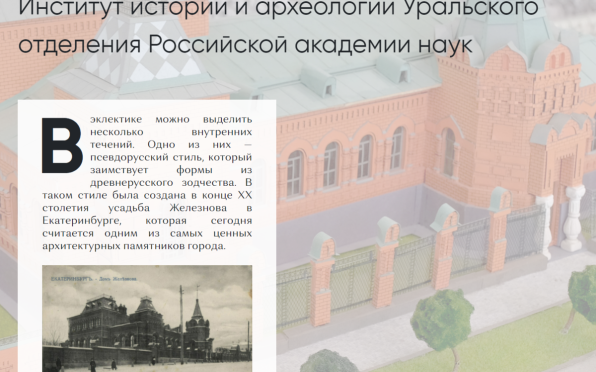 Институт истории и археологии Уральского
отделения Российской академии наук
В эклектике можно выделить
несколько внутренних
течений. Одно из них —
псевдорусский стиль, который
заимствует формы из
древнерусского зодчества. В
таком стиле была создана в конце XX
столетия усадьба Железнова в
Екатеринбурге, которая сегодня
считается одним из самых ценных
архитектурных памятников города.
ЕКАТЕРИНБУРГЪ.